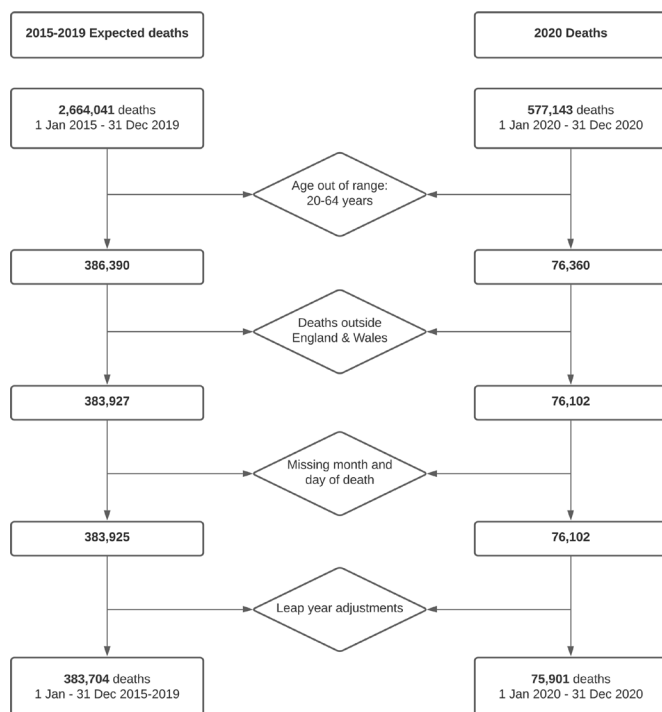 2015-2019 Expected deaths
2020 Deaths
2,664,041 deaths
1 Jan 2015 - 31 Dec 2019
577,143 deaths
1 Jan 2020 - 31 Dec 2020
Age out of range:
20-64 years
386,390
76,360
Deaths outside
England & Wales
383,927
76,102
Missing month and
day of death
383,925
76,102
Leap year adjustments
383,704 deaths
1 Jan - 31 Dec 2015-2019
75,901 deaths
1 Jan 2020 - 31 Dec 2020